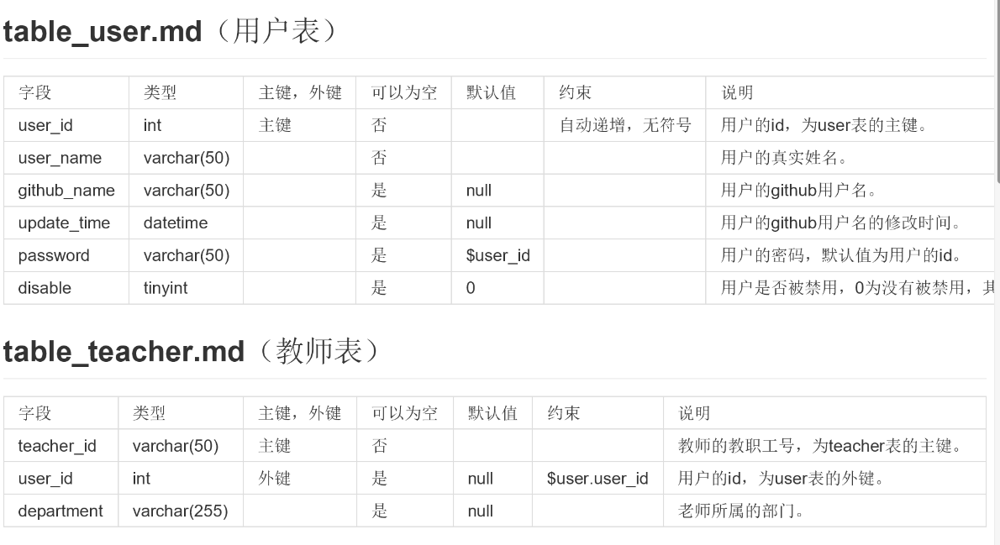 table_user.md（用户表）
字段 类型 主键，外键 可以为空 默认值 约束 说明
user_id int 主键 否 自动递增，无符号 用户的id，为user表的主键。
user_name varchar(50) 否 用户的真实姓名。
github_name varchar(50) 是 null 用户的github用户名。
update_time datetime 是 null 用户的github用户名的修改时间。
password varchar(50) 是 $user_id 用户的密码，默认值为用户的id。
disable tinyint 是 0 用户是否被禁用，0为没有被禁用，其
table_teacher.md（教师表）
字段 类型 主键，外键 可以为空 默认值 约束 说明
teacher_id varchar(50) 主键 否 教师的教职工号，为teacher表的主键。
user_id int 外键 是 null $user.user_id 用户的id，为user表的外键。
department varchar(255) 是 null 老师所属的部门。